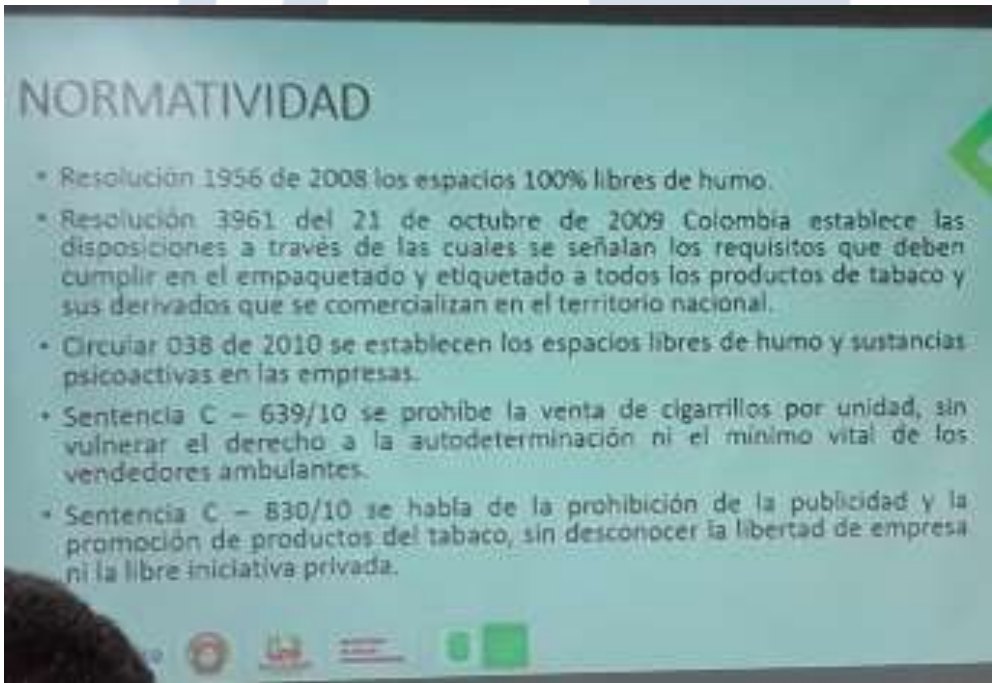 NORMATIVIDAD
• Resolución 1956 de 2008 los espacios 100% libres de humo.
• Resolución 3961 del 21 de octubre de 2009 Colombia establece las
disposiciones a través de las cuales se señalan los requisitos que deben
cumplir en el empaquetado y etiquetado a todos los productos de tabaco y
sus derivados que se comercializan en el territorio nacional.
• Circular 038 de 2010 se establecen los espacios libres de humo y sustancias
psicoactivas en las empresas.
• Sentencia C – 639/10 se prohíbe la venta de cigarrillos por unidad, sin
vulnerar el derecho a la autodeterminación ni el mínimo vital de los
vendedores ambulantes.
• Sentencia C – 830/10 se habla de la prohibición de la publicidad y la
promoción de productos del tabaco, sin desconocer la libertad de empresa
ni la libre iniciativa privada.